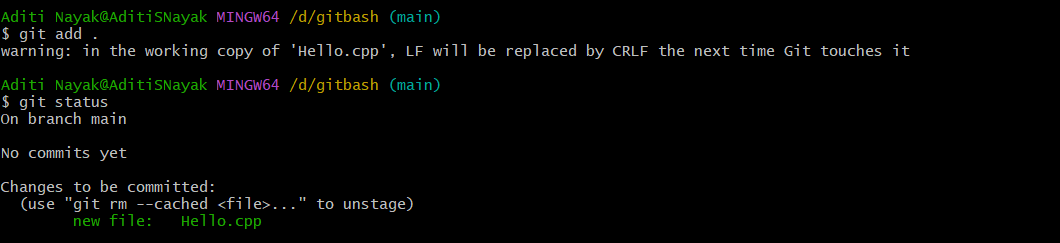 Aditi Nayak@AditiSNayak MINGW64 /d/gitbash (main)
$ git add .
warning: in the working copy of 'Hello.cpp', LF will be replaced by CRLF the next time Git touches it
Aditi Nayak@AditiSNayak MINGW64 /d/gitbash (main)
$ git status
On branch main
No commits yet
Changes to be committed:
(use "git rm --cached <file>..." to unstage)
new file: Hello.cpp